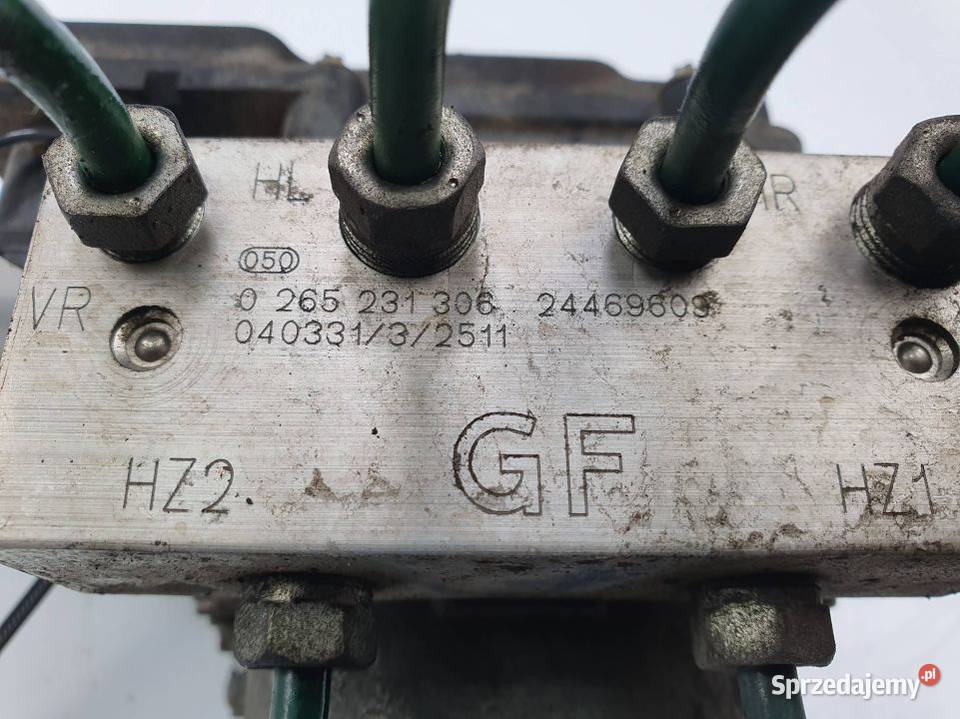 HL
050
0 265 231 306 24469609
VR
040331/3/2511
GF
HZ2
HZ1
Sprzedajemy.pl